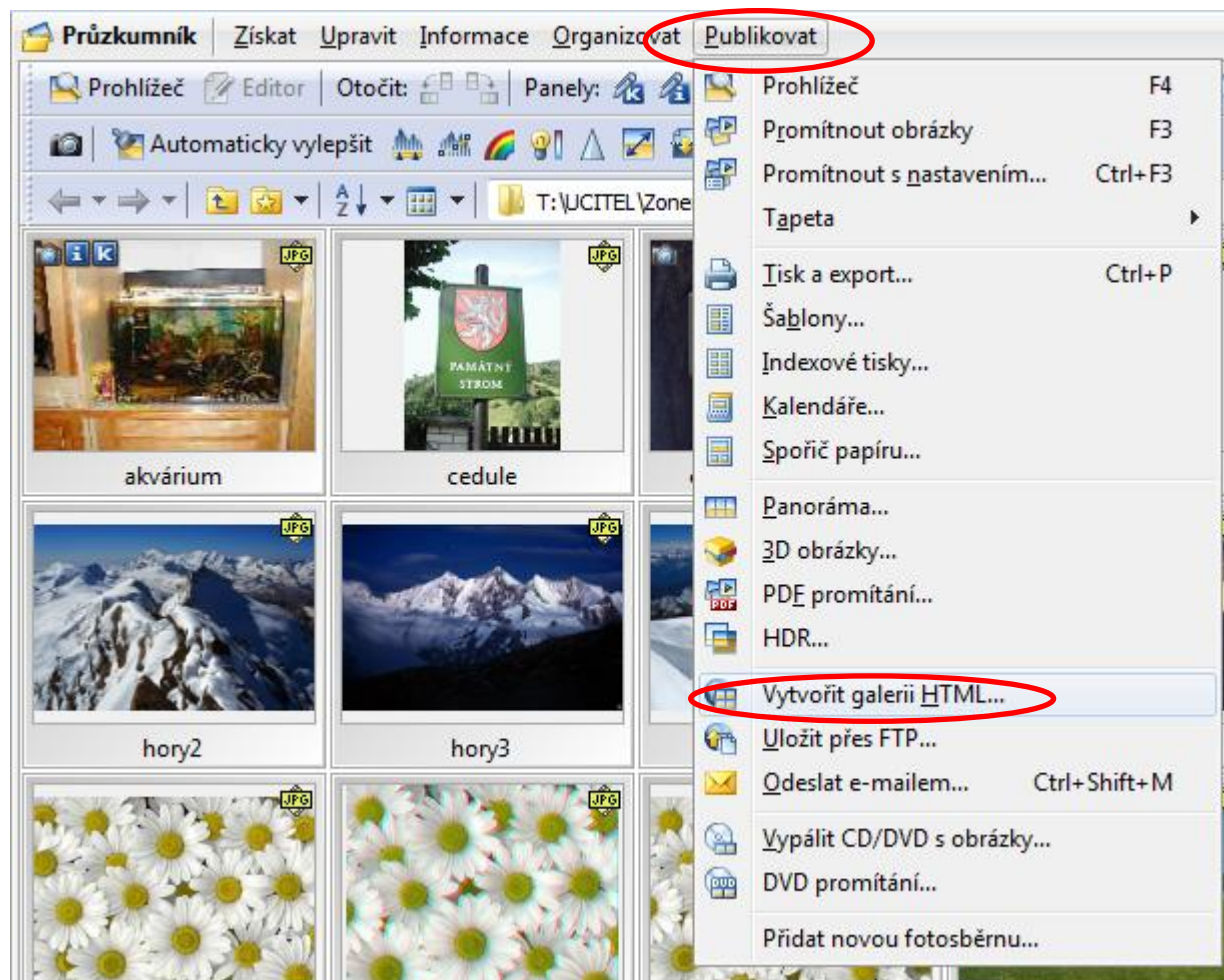 Průzkumník Získat Upravit Informace Organizovat Publikovat
Prohlížeč Editor Otočit: Panely:
Automaticky vylepšit
A Z T:\UCITEL\Zone
JPG JPG
PAMÁTNÝ
STROM
akvárium cedule
JPG JPG
hory2 hory3
JPG JPG
Prohlížeč F4
Promítnout obrázky F3
Promítnout s nastavením... Ctrl+F3
Tapeta
Tisk a export... Ctrl+P
Šablony...
Indexové tisky...
Kalendáře...
Spořič papíru...
Panoráma...
3D obrázky...
PDF PDF promítání...
HDR...
Vytvořit galerii HTML...
Uložit přes FTP...
Odeslat e-mailem... Ctrl+Shift+M
Vypálit CD/DVD s obrázky...
DVD DVD promítání...
Přidat novou fotosběrnu...